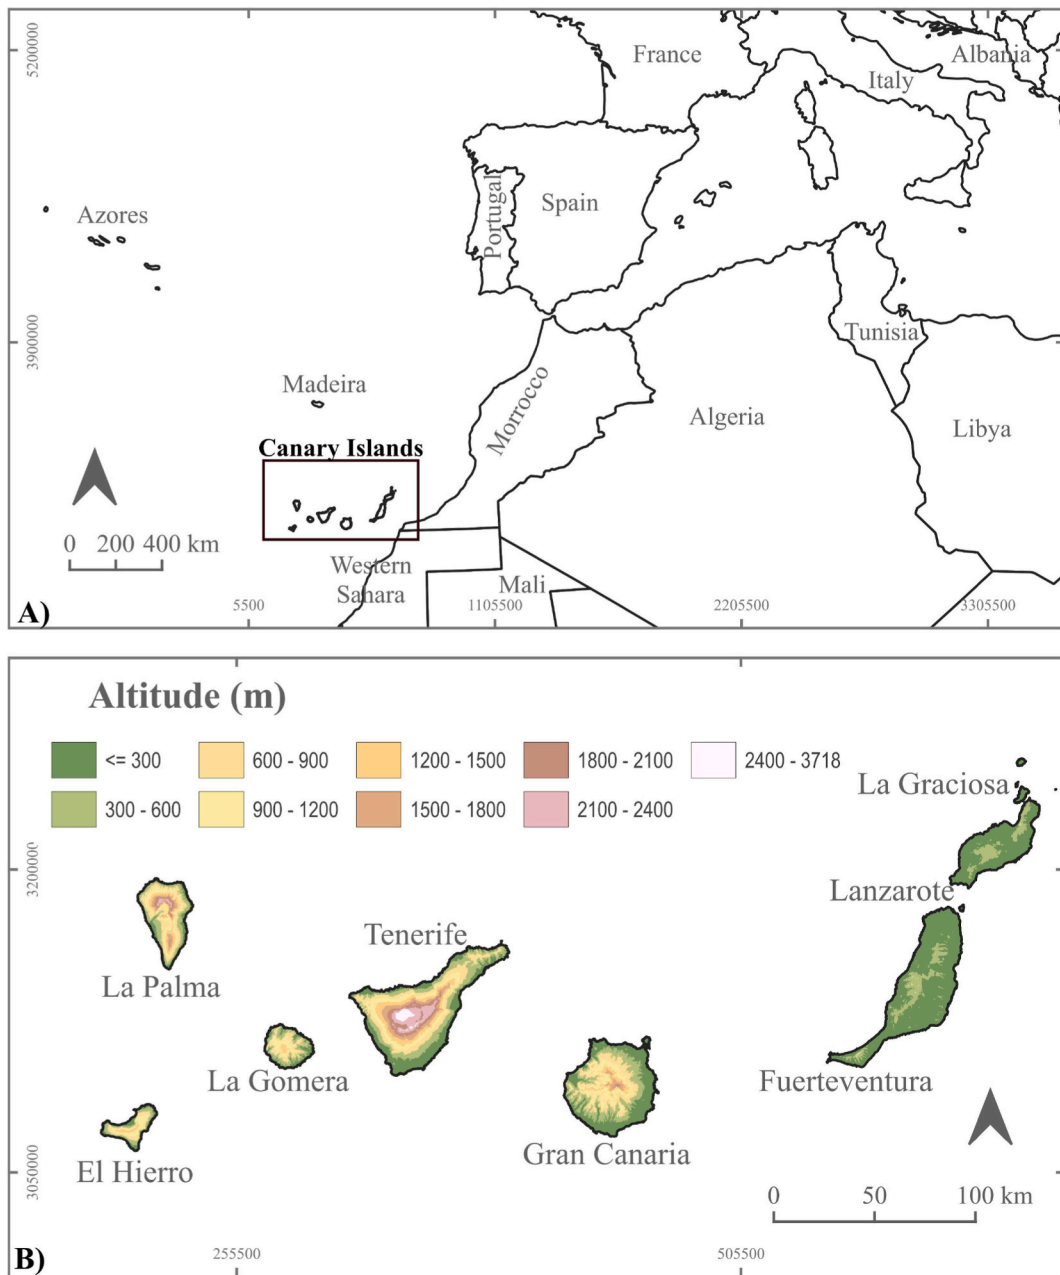 France
Albania
Italy
Azores
Portugal
Spain
Tunisia
Madeira
Morrocco
Algeria
Libya
Canary Islands
0 200 400 km
Western
Sahara
Mali
5200000
3900000
5500
1105500
2205500
3305500
A)
Altitude (m)
<= 300
600 - 900
1200 - 1500
1800 - 2100
2400 - 3718
300 - 600
900 - 1200
1500 - 1800
2100 - 2400
La Graciosa
Lanzarote
Tenerife
La Palma
La Gomera
Fuerteventura
Gran Canaria
El Hierro
3200000
3050000
0 50 100 km
255500
505500
B)